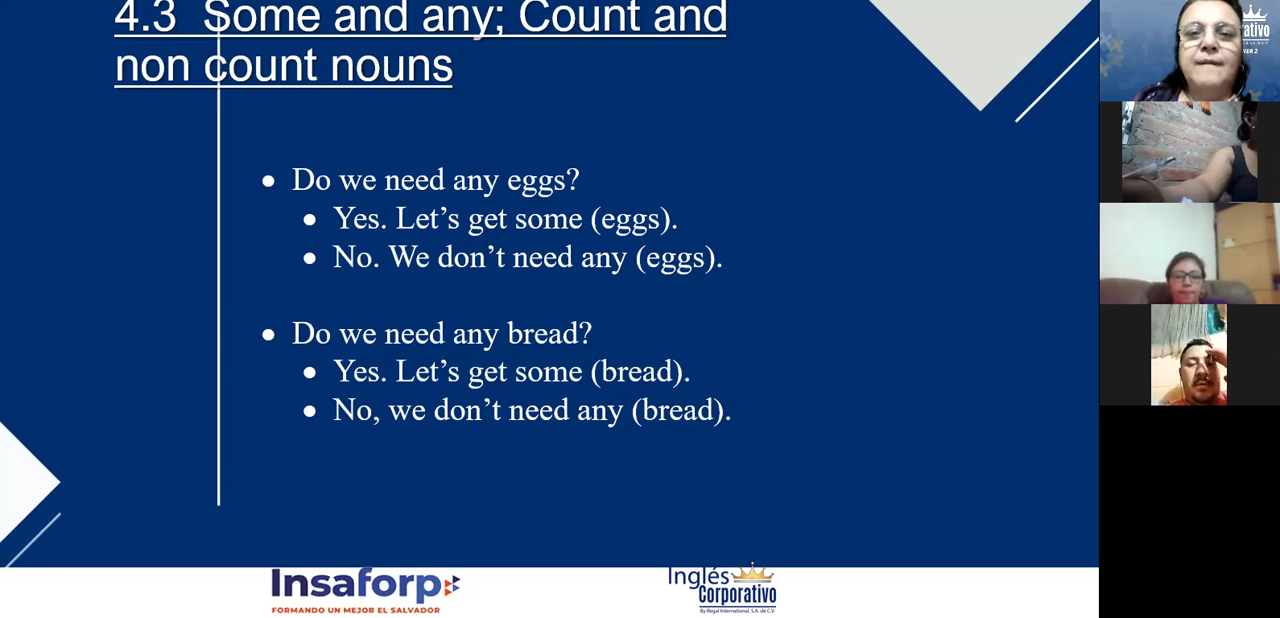 4.3 Some and any; Count and
non count nouns
• Do we need any eggs?
• Yes. Let’s get some (eggs).
• No. We don’t need any (eggs).
• Do we need any bread?
• Yes. Let’s get some (bread).
• No, we don’t need any (bread).
Insaforp
FORMANDO UN MEJOR EL SALVADOR
Inglés
Corporativo
By Regal International, S.A. de C.V.